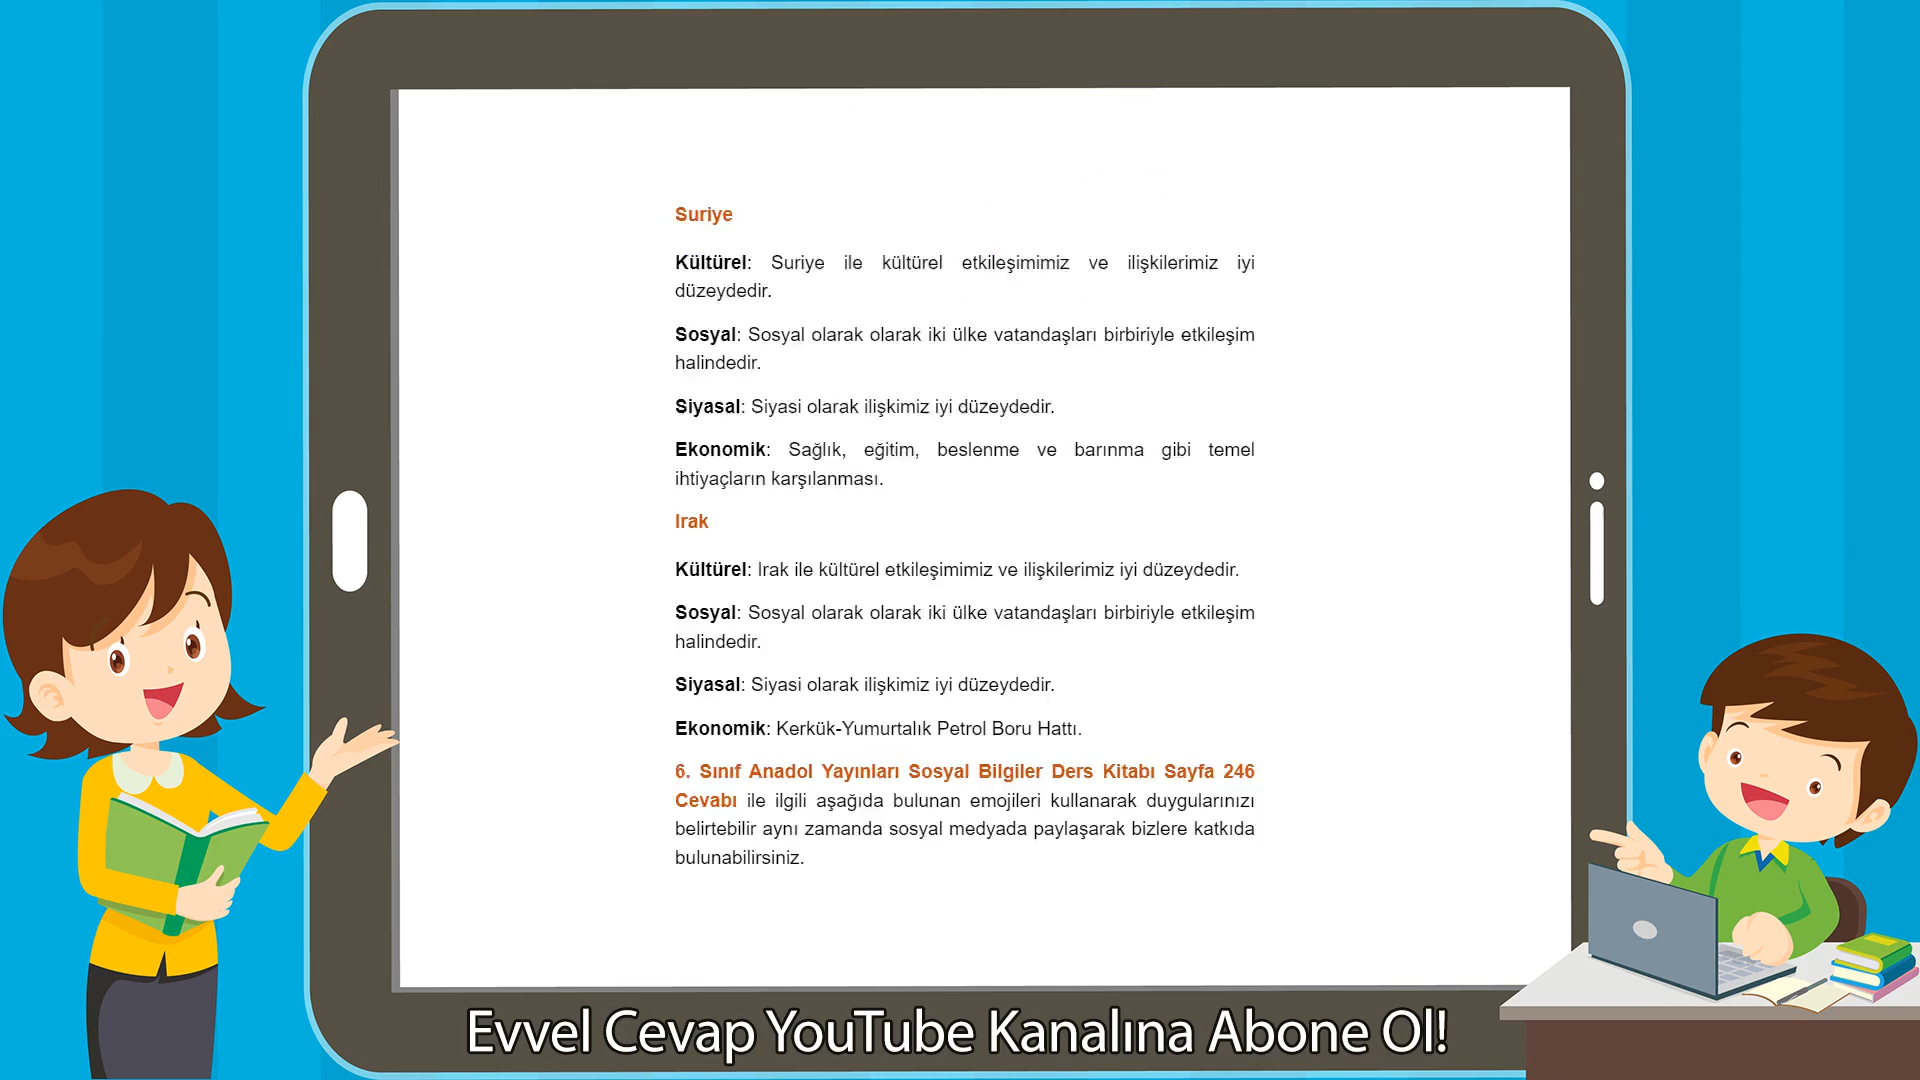 Suriye
Kültürel: Suriye ile kültürel etkileşimimiz ve ilişkilerimiz iyi
düzeydedir.
Sosyal: Sosyal olarak olarak iki ülke vatandaşları birbiriyle etkileşim
halindedir.
Siyasal: Siyasi olarak ilişkimiz iyi düzeydedir.
Ekonomik: Sağlık, eğitim, beslenme ve barınma gibi temel
ihtiyaçların karşılanması.
Irak
Kültürel: Irak ile kültürel etkileşimimiz ve ilişkilerimiz iyi düzeydedir.
Sosyal: Sosyal olarak olarak iki ülke vatandaşları birbiriyle etkileşim
halindedir.
Siyasal: Siyasi olarak ilişkimiz iyi düzeydedir.
Ekonomik: Kerkük-Yumurtalık Petrol Boru Hattı.
6. Sınıf Anadol Yayınları Sosyal Bilgiler Ders Kitabı Sayfa 246
Cevabı ile ilgili aşağıda bulunan emojileri kullanarak duygularınızı
belirtebilir aynı zamanda sosyal medyada paylaşarak bizlere katkıda
bulunabilirsiniz.
Evvel Cevap YouTube Kanalına Abone Ol!